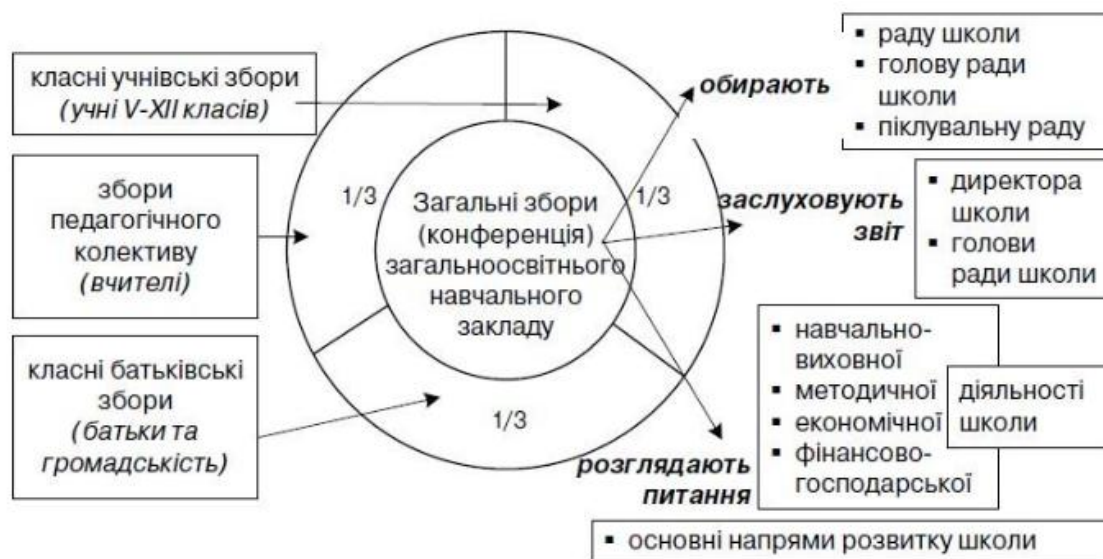 класні учнівські збори
(учні V-XII класів)
збори
педагогічного
колективу
(вчителі)
класні батьківські
збори
(батьки та
громадськість)
1/3
1/3
1/3
Загальні збори
(конференція)
загальноосвітнього
навчального
закладу
обирають
▪ раду школи
▪ голову ради
школи
▪ піклувальну раду
заслуховують
звіт
▪ директора
школи
▪ голови
ради школи
розглядають
питання
▪ навчально-
виховної
▪ методичної
▪ економічної
▪ фінансово-
господарської
діяльності
школи
▪ основні напрями розвитку школи